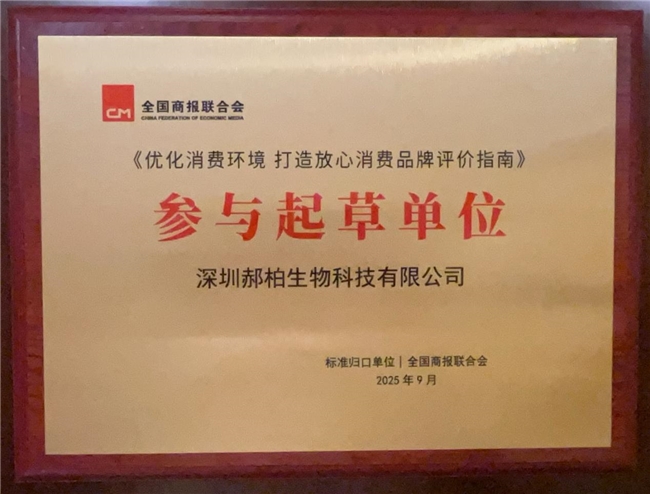 CM
全国商报联合会
CHINA FEDERATION OF ECONOMIC MEDIA
《优化消费环境 打造放心消费品牌评价指南》
参与起草单位
深圳郝柏生物科技有限公司
标准归口单位｜全国商报联合会
2025 年 9 月